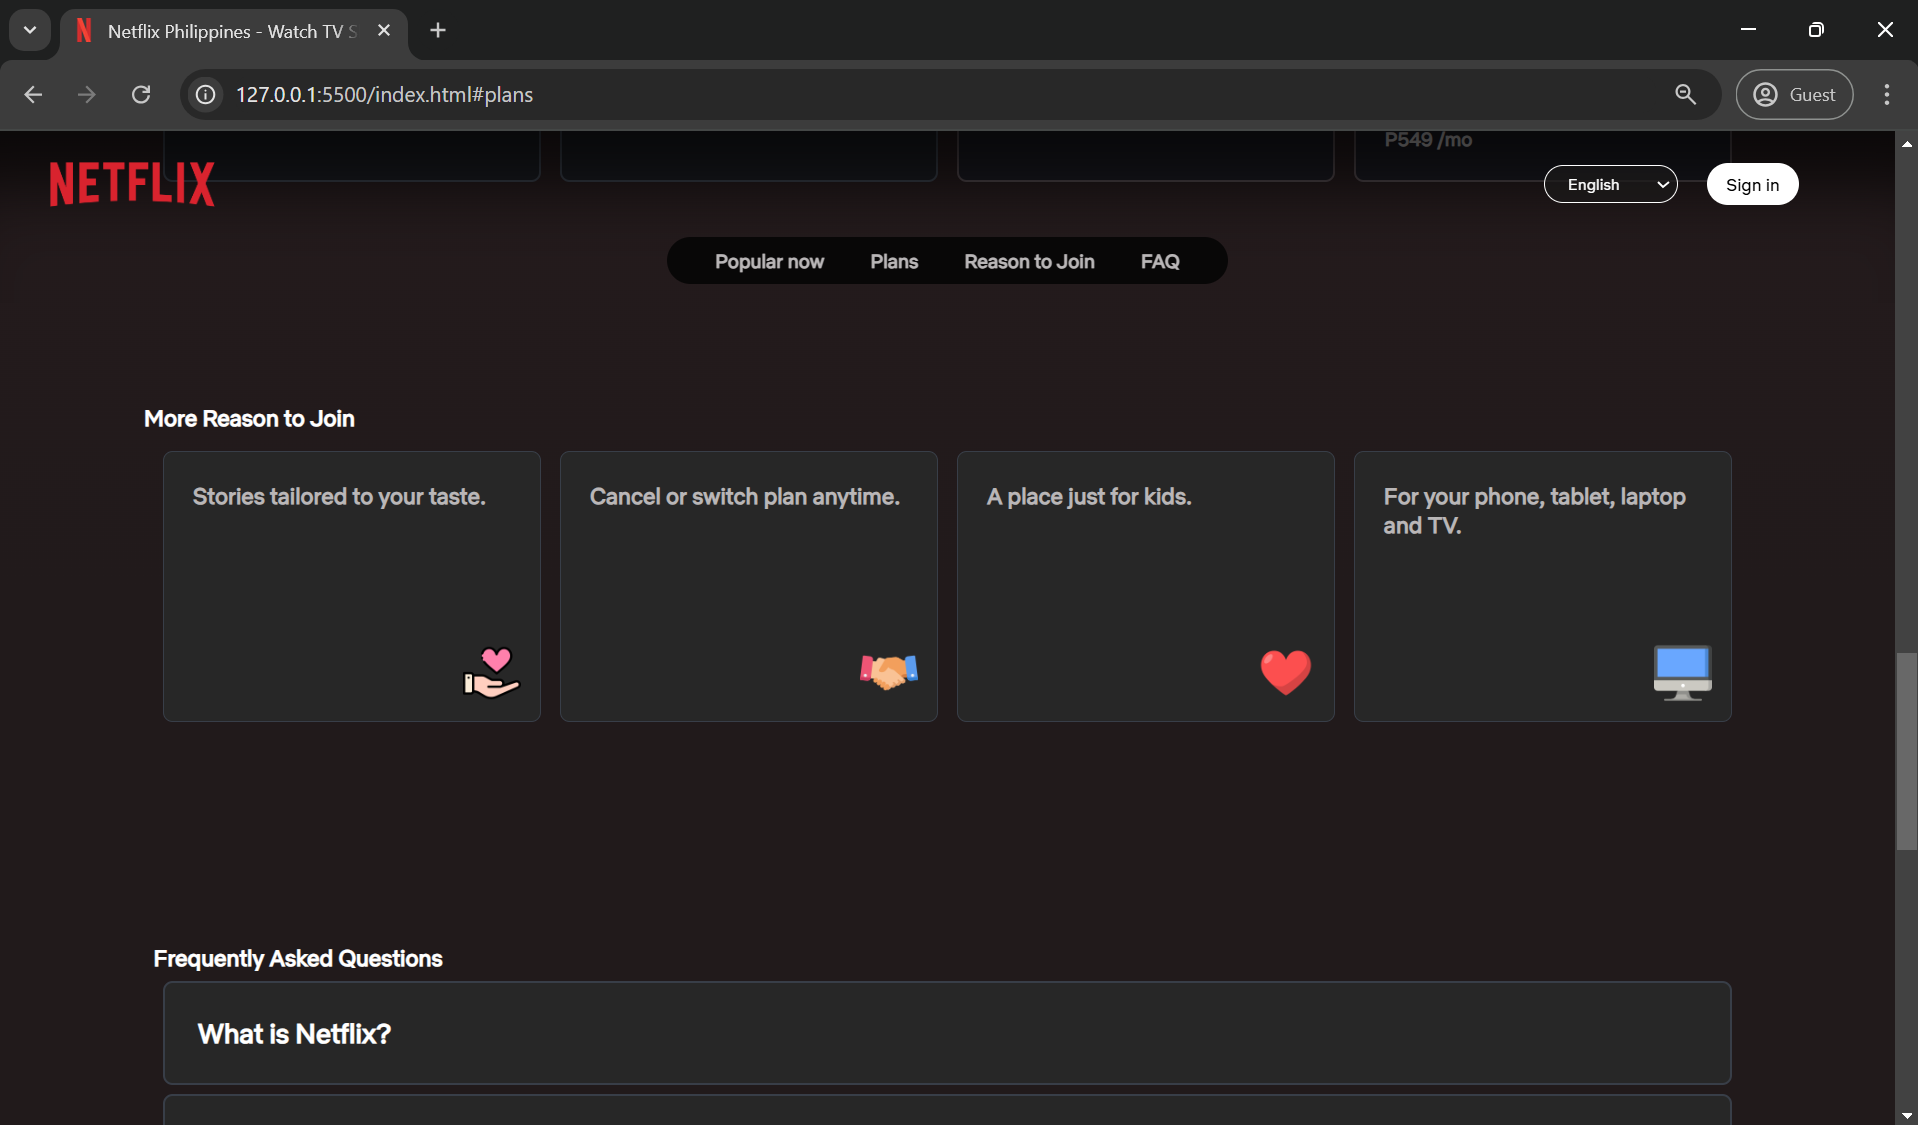 Netflix Philippines - Watch TV S
127.0.0.1:5500/index.html#plans
Guest
P549 /mo
NETFLIX
English
Sign in
Popular now
Plans
Reason to Join
FAQ
More Reason to Join
Stories tailored to your taste.
Cancel or switch plan anytime.
A place just for kids.
For your phone, tablet, laptop
and TV.
Frequently Asked Questions
What is Netflix?